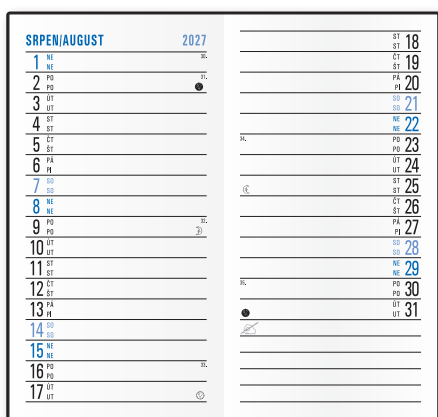 SRPEN/AUGUST 2027
1 NE NE 30.
2 PO PO 31.
3 ÚT UT
4 ST ST
5 ČT ŠT
6 PÁ PI
7 SO SO
8 NE NE
9 PO PO 32.
10 ÚT UT
11 ST ST
12 ČT ŠT
13 PÁ PI
14 SO SO
15 NE NE
16 PO PO 33.
17 ÚT UT
ST ST 18
ČT ŠT 19
PÁ PI 20
SO SO 21
NE NE 22
34. PO PO 23
ÚT UT 24
ST ST 25
ČT ŠT 26
PÁ PI 27
SO SO 28
NE NE 29
35. PO PO 30
ÚT UT 31